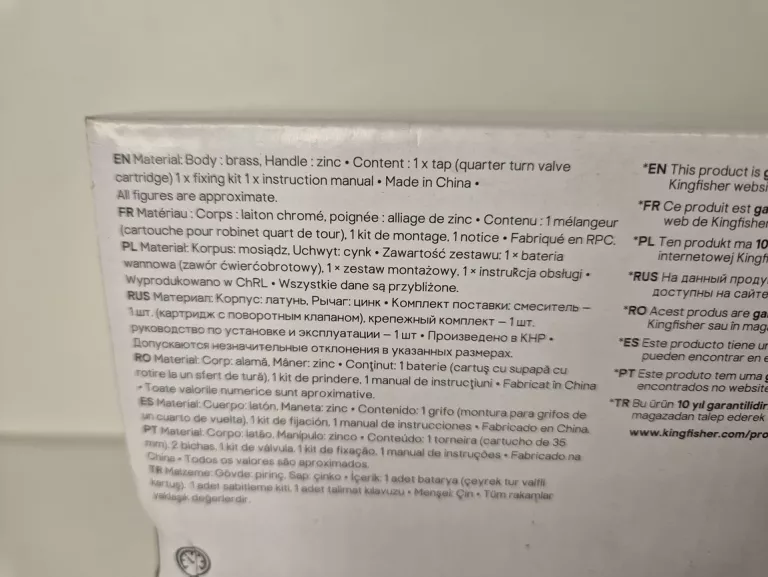 EN Material: Body : brass, Handle : zinc • Content : 1 x tap (quarter turn valve
cartridge) 1 x fixing kit 1 x instruction manual • Made in China •
All figures are approximate.
FR Matériau : Corps : laiton chromé, poignée : alliage de zinc • Contenu : 1 mélangeur
(cartouche pour robinet quart de tour), 1 kit de montage, 1 notice • Fabriqué en RPC.
PL Materiał: Korpus: mosiądz, Uchwyt: cynk • Zawartość zestawu: 1 × bateria
wannowa (zawór ćwierćobrotowy), 1 × zestaw montażowy, 1 × instrukcja obsługi •
Wyprodukowano w ChRL • Wszystkie dane są przybliżone.
RUS Материал: Корпус: латунь, Рычаг: цинк • Комплект поставки: смеситель –
1 шт. (картридж с поворотным клапаном), крепежный комплект – 1 шт.
руководство по установке и эксплуатации – 1 шт • Произведено в КНР •
Допускаются незначительные отклонения в указанных размерах.
RO Material: Corp: alamă, Mâner: zinc • Conţinut: 1 baterie (cartuş cu supapă cu
rotire la un sfert de tură), 1 kit de prindere, 1 manual de instrucţiuni • Fabricat în China
• Toate valorile numerice sunt aproximative.
ES Material: Cuerpo: latón, Maneta: zinc • Contenido: 1 grifo (montura para grifos de
un cuarto de vuelta), 1 kit de fijación, 1 manual de instrucciones • Fabricado en China.
PT Material: Corpo: latão, Manípulo: zinco • Conteúdo: 1 torneira (cartucho de 35
mm), 2 bichas, 1 kit de válvula, 1 kit de fixação, 1 manual de instruções • Fabricado na
China • Todos os valores são aproximados.
TR Malzeme: Gövde: pirinç, Sap: çinko • İçerik: 1 adet batarya (çeyrek tur valfli
kartuş), 1 adet sabitleme kiti, 1 adet talimat kılavuzu • Menşei: Çin • Tüm rakamlar
yaklaşık değerlerdir.
*EN This product is g
Kingfisher websi
*FR Ce produit est ga
web de Kingfisher
*PL Ten produkt ma 10
internetowej Kingf
*RUS На данный проду
доступны на сайте
*RO Acest produs are ga
Kingfisher sau în maga
*ES Este producto tiene u
pueden encontrar en e
*PT Este produto tem uma g
encontrados no website
*TR Bu ürün 10 yıl garantilidir
magazadan talep ederek
www.kingfisher.com/pro